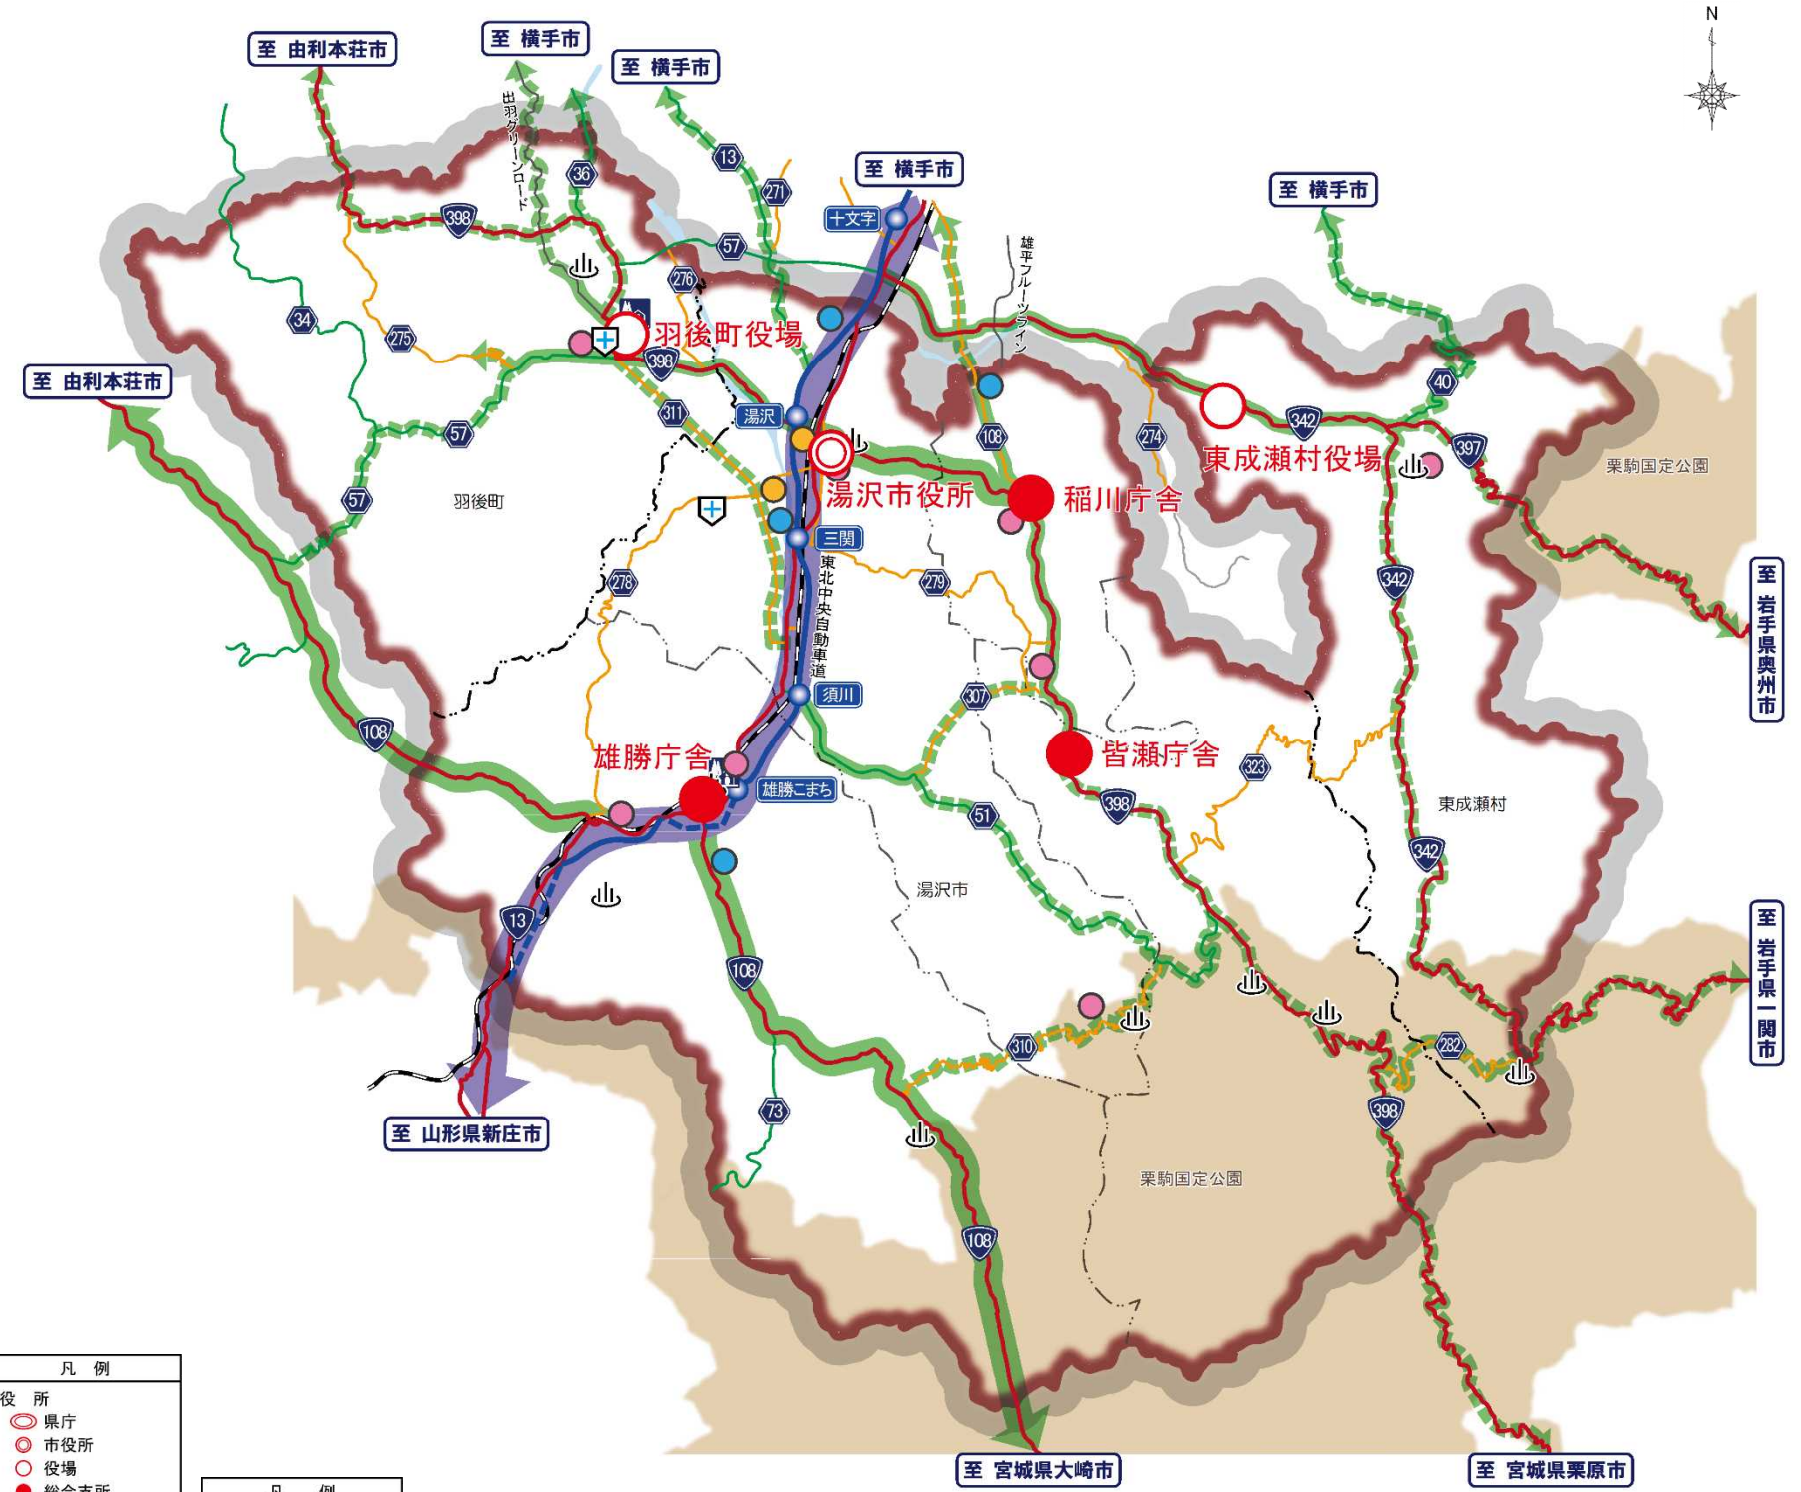 N
至 由利本荘市
至 横手市
至 横手市
至 横手市
至 横手市
出羽グリーンロード
36
13
271
十文字
398
57
雄平フルーツライン
276
34
275
羽後町役場
398
40
至 由利本荘市
311
湯沢
108
274
342
397
57
東成瀬村役場
栗駒国定公園
湯沢市役所
稲川庁舎
57
羽後町
三関
東北中央自動車道
278
279
342
至 岩手県奥州市
須川
307
108
雄勝庁舎
皆瀬庁舎
323
雄勝こまち
398
東成瀬村
51
342
湯沢市
13
至 岩手県一関市
108
310
282
73
398
至 山形県新庄市
栗駒国定公園
108
凡 例
役 所
県庁
市役所
役場
総合支所
凡 例
至 宮城県大崎市
至 宮城県栗原市